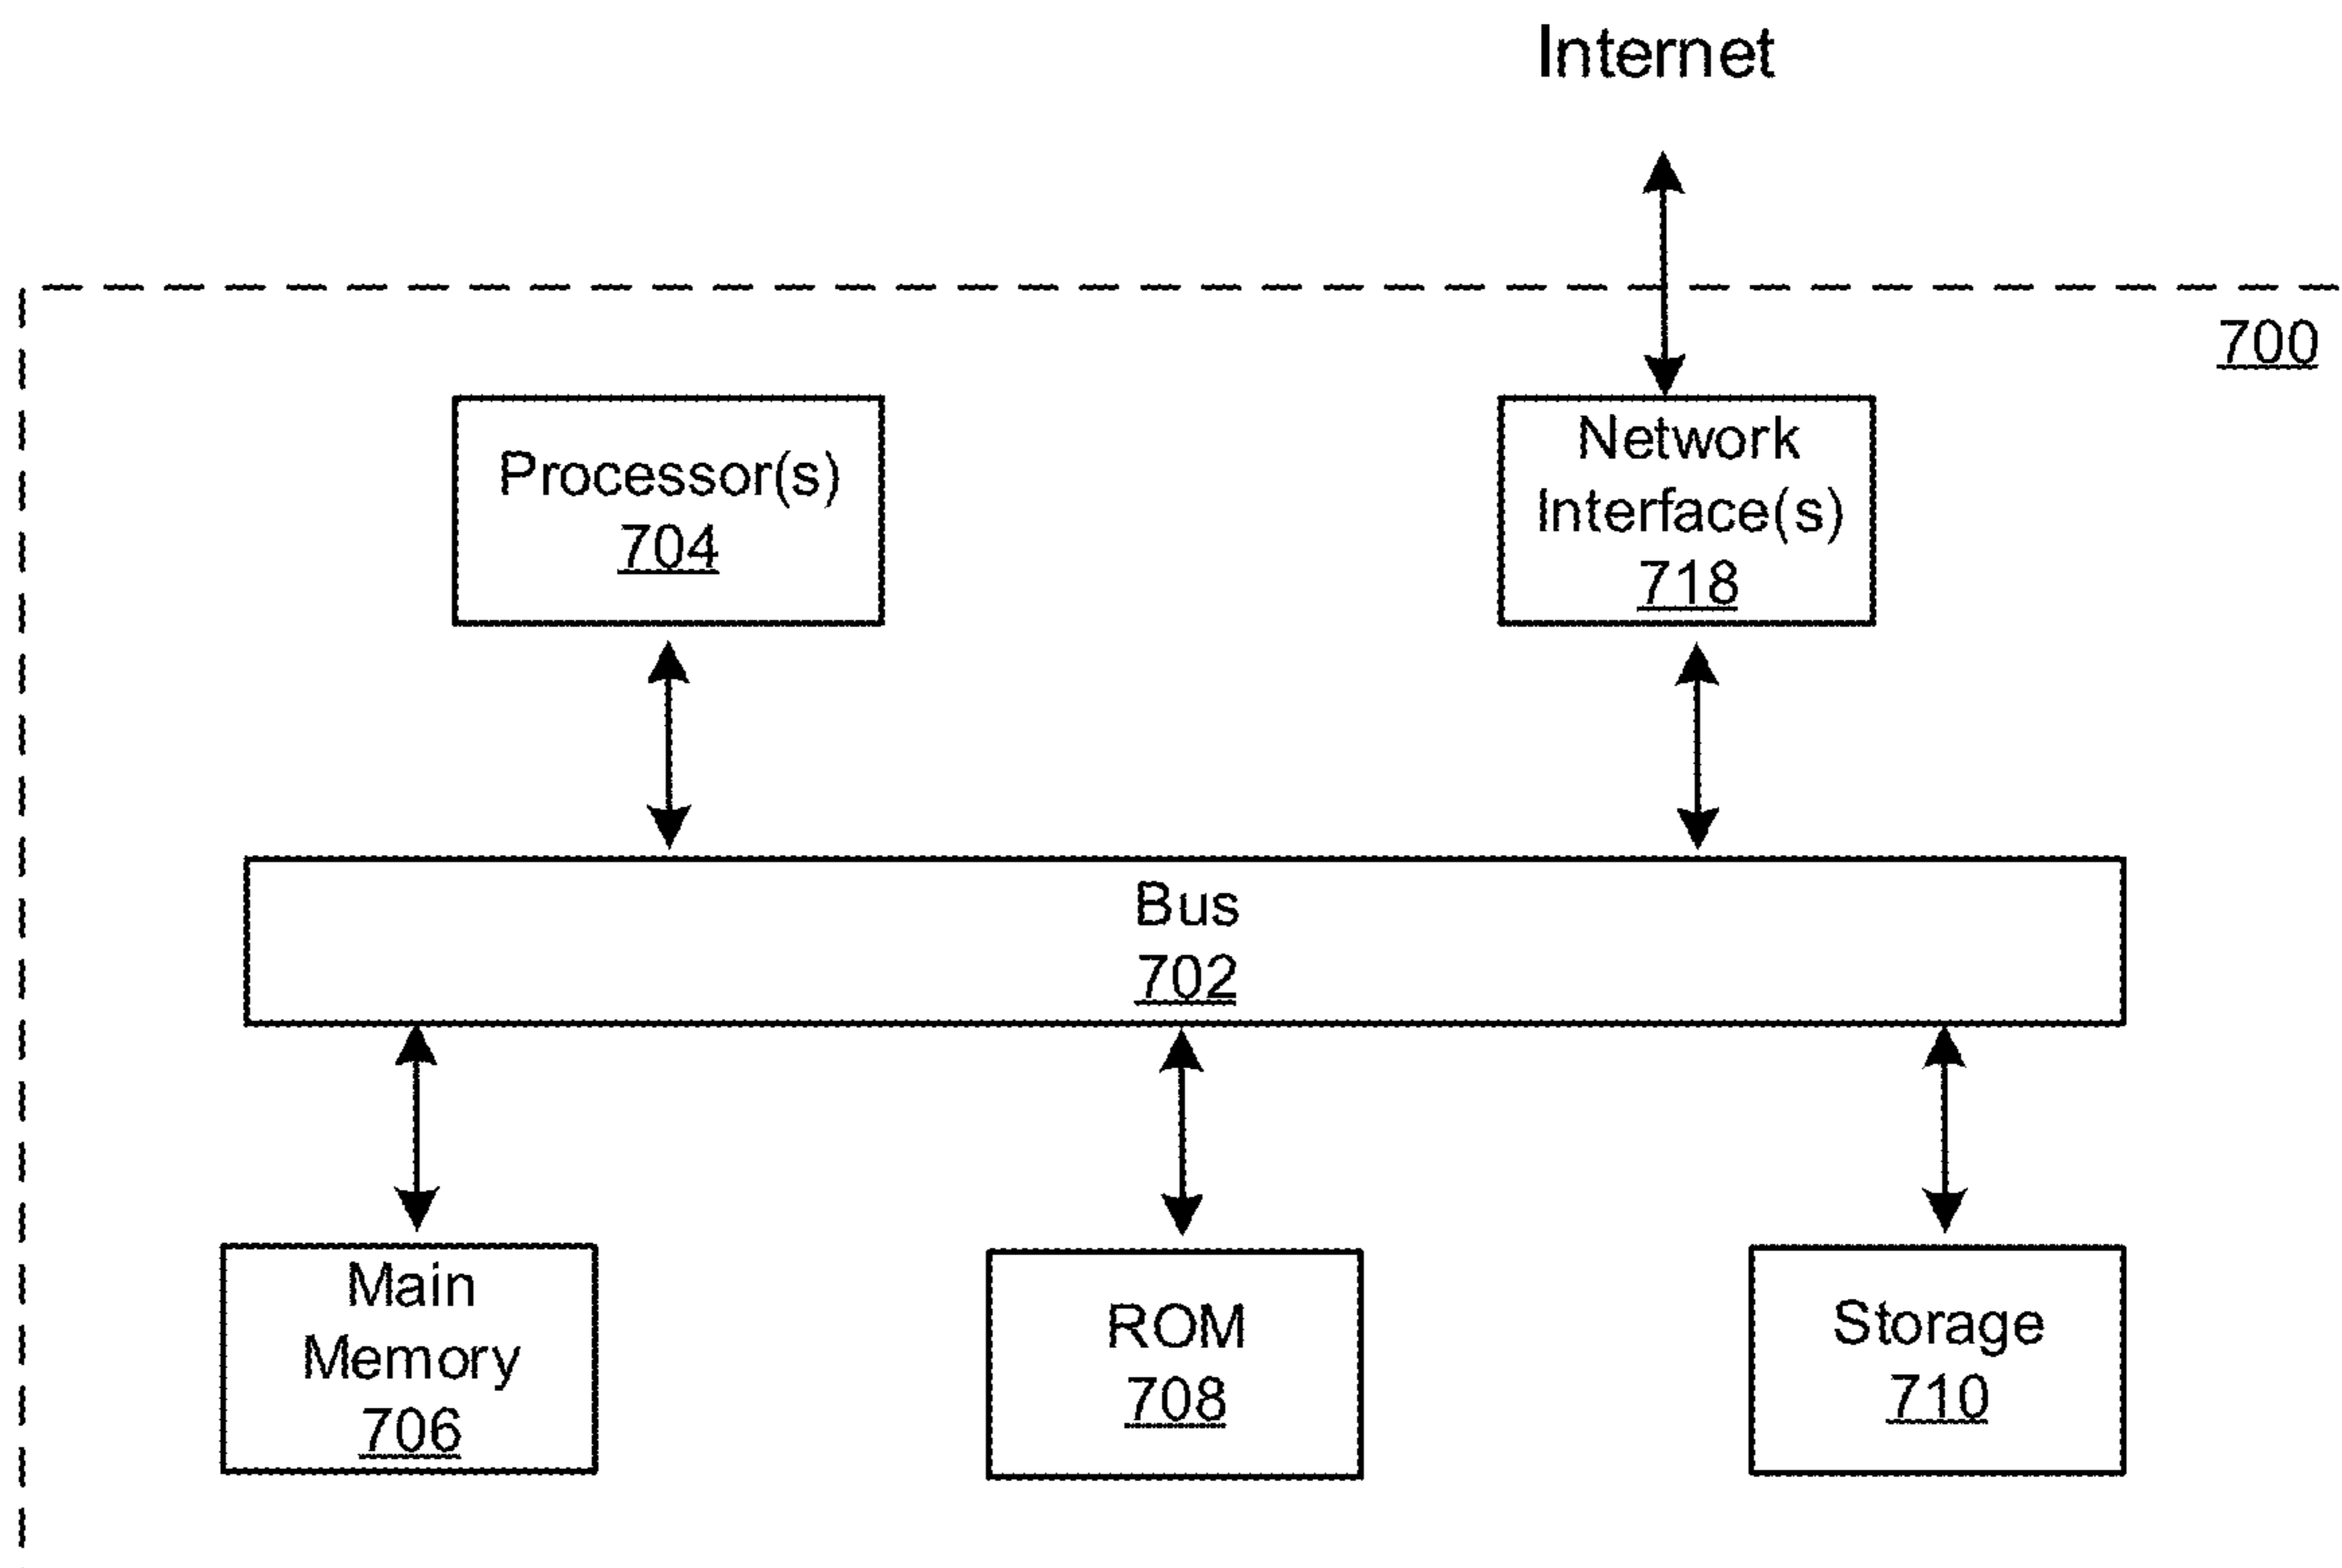 Internet
700
Processor(s)
704
Network
Interface(s)
718
Bus
702
Main
Memory
706
ROM
708
Storage
710